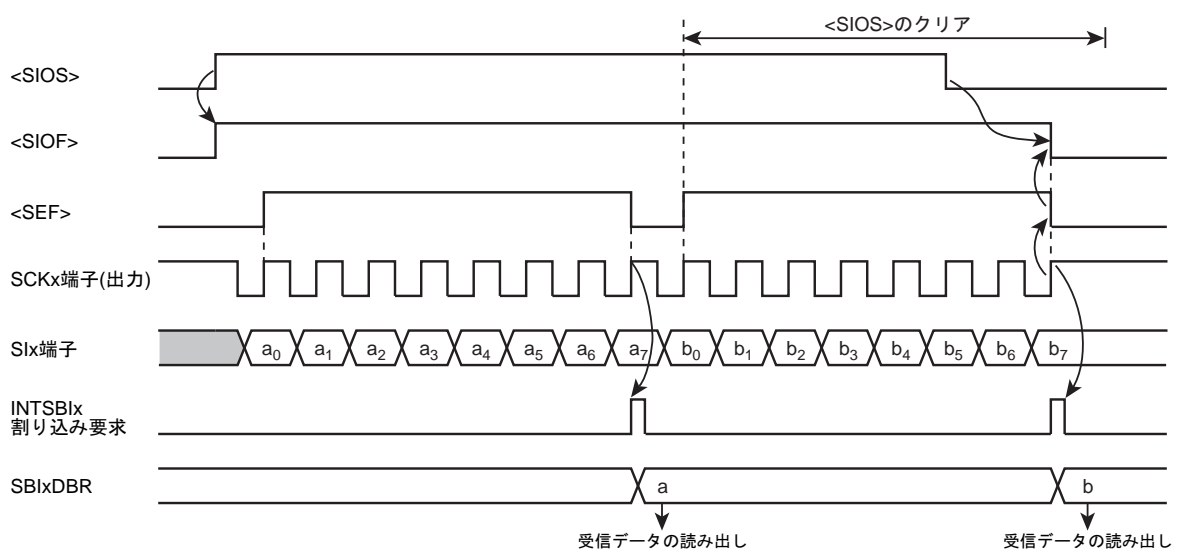 <SIOS>のクリア
<SIOS>
<SIOF>
<SEF>
SCKx端子(出力)
SIx端子
a0 a1 a2 a3 a4 a5 a6 a7 b0 b1 b2 b3 b4 b5 b6 b7
INTSBIx
割り込み要求
SBIxDBR
a b
受信データの読み出し 受信データの読み出し